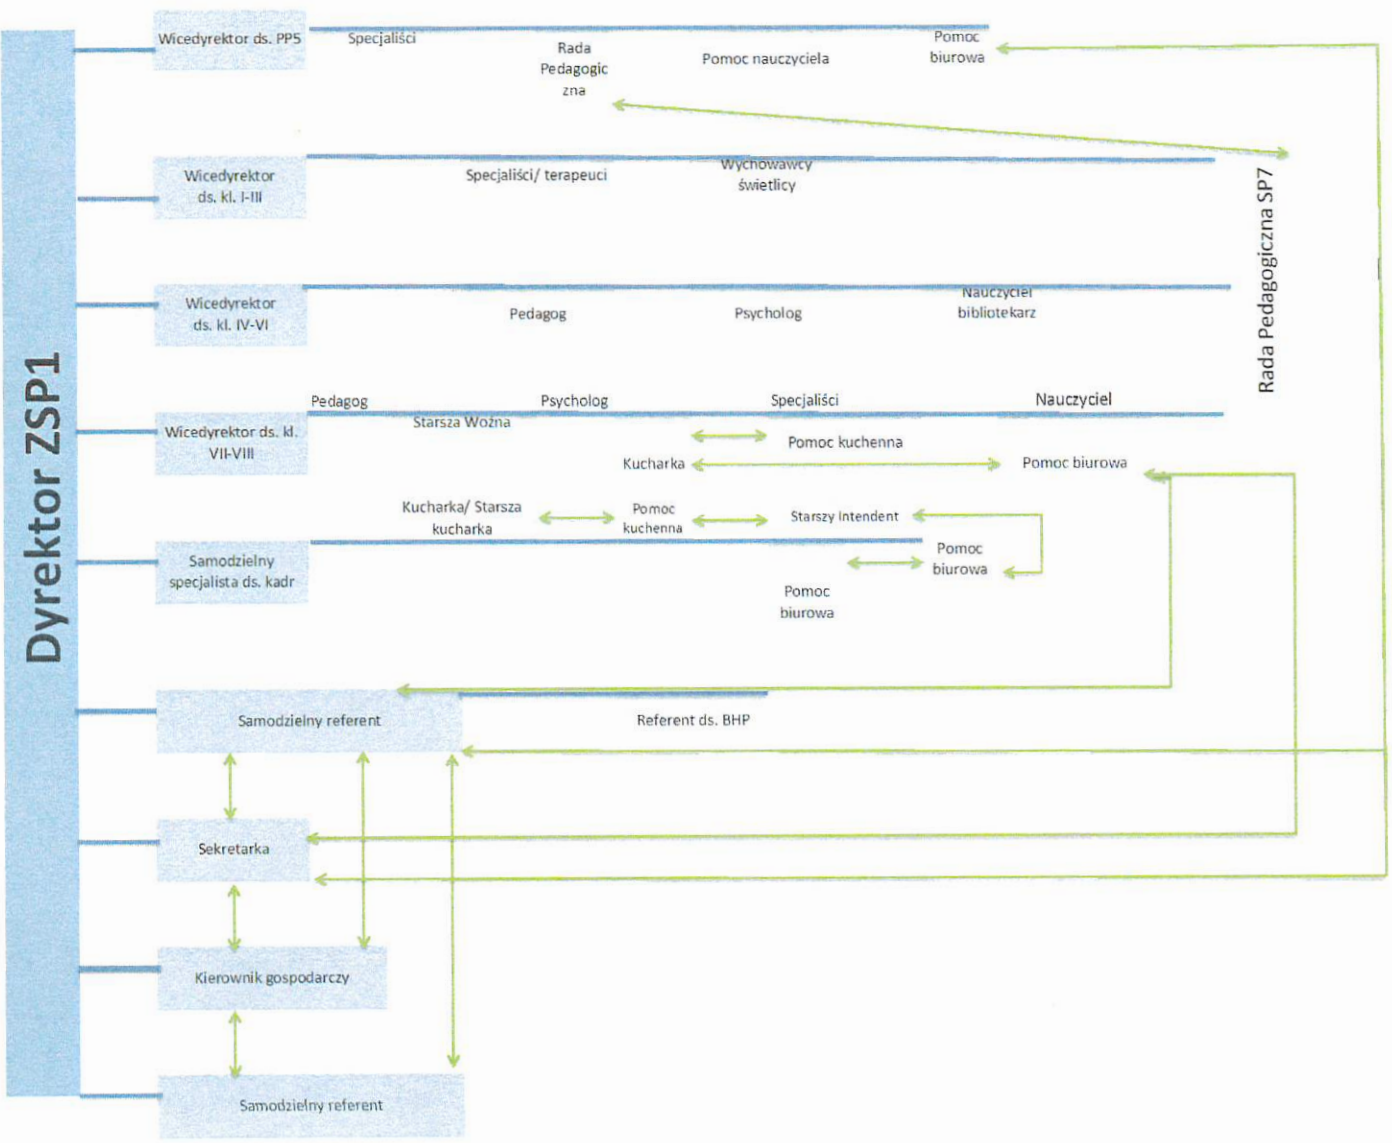 Dyrektor ZSP1
Wicedyrektor ds. PP5
Specjaliści
Rada
Pedagogic
zna
Pomoc nauczyciela
Pomoc
biurowa
Wicedyrektor
ds. kl. I-III
Specjaliści/ terapeuci
Wychowawcy
świetlicy
Rada Pedagogiczna SP7
Wicedyrektor
ds. kl. IV-VI
Pedagog
Psycholog
Nauczyciel
bibliotekarz
Pedagog
Psycholog
Specjaliści
Nauczyciel
Wicedyrektor ds. kl.
VII-VIII
Starsza Woźna
Pomoc kuchenna
Kucharka
Pomoc biurowa
Kucharka/ Starsza
kucharka
Pomoc
kuchenna
Starszy Intendent
Samodzielny
specjalista ds. kadr
Pomoc
biurowa
Pomoc
biurowa
Samodzielny referent
Referent ds. BHP
Sekretarka
Kierownik gospodarczy
Samodzielny referent